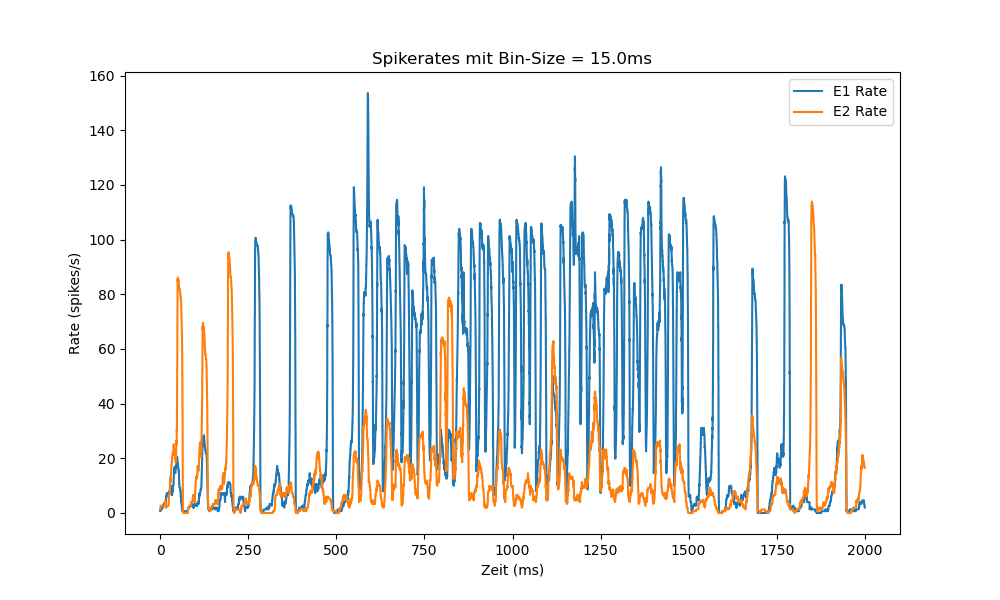 Spikerates mit Bin-Size = 15.0ms
E1 Rate
E2 Rate
160
140
120
100
80
60
40
20
0
Rate (spikes/s)
0 250 500 750 1000 1250 1500 1750 2000
Zeit (ms)